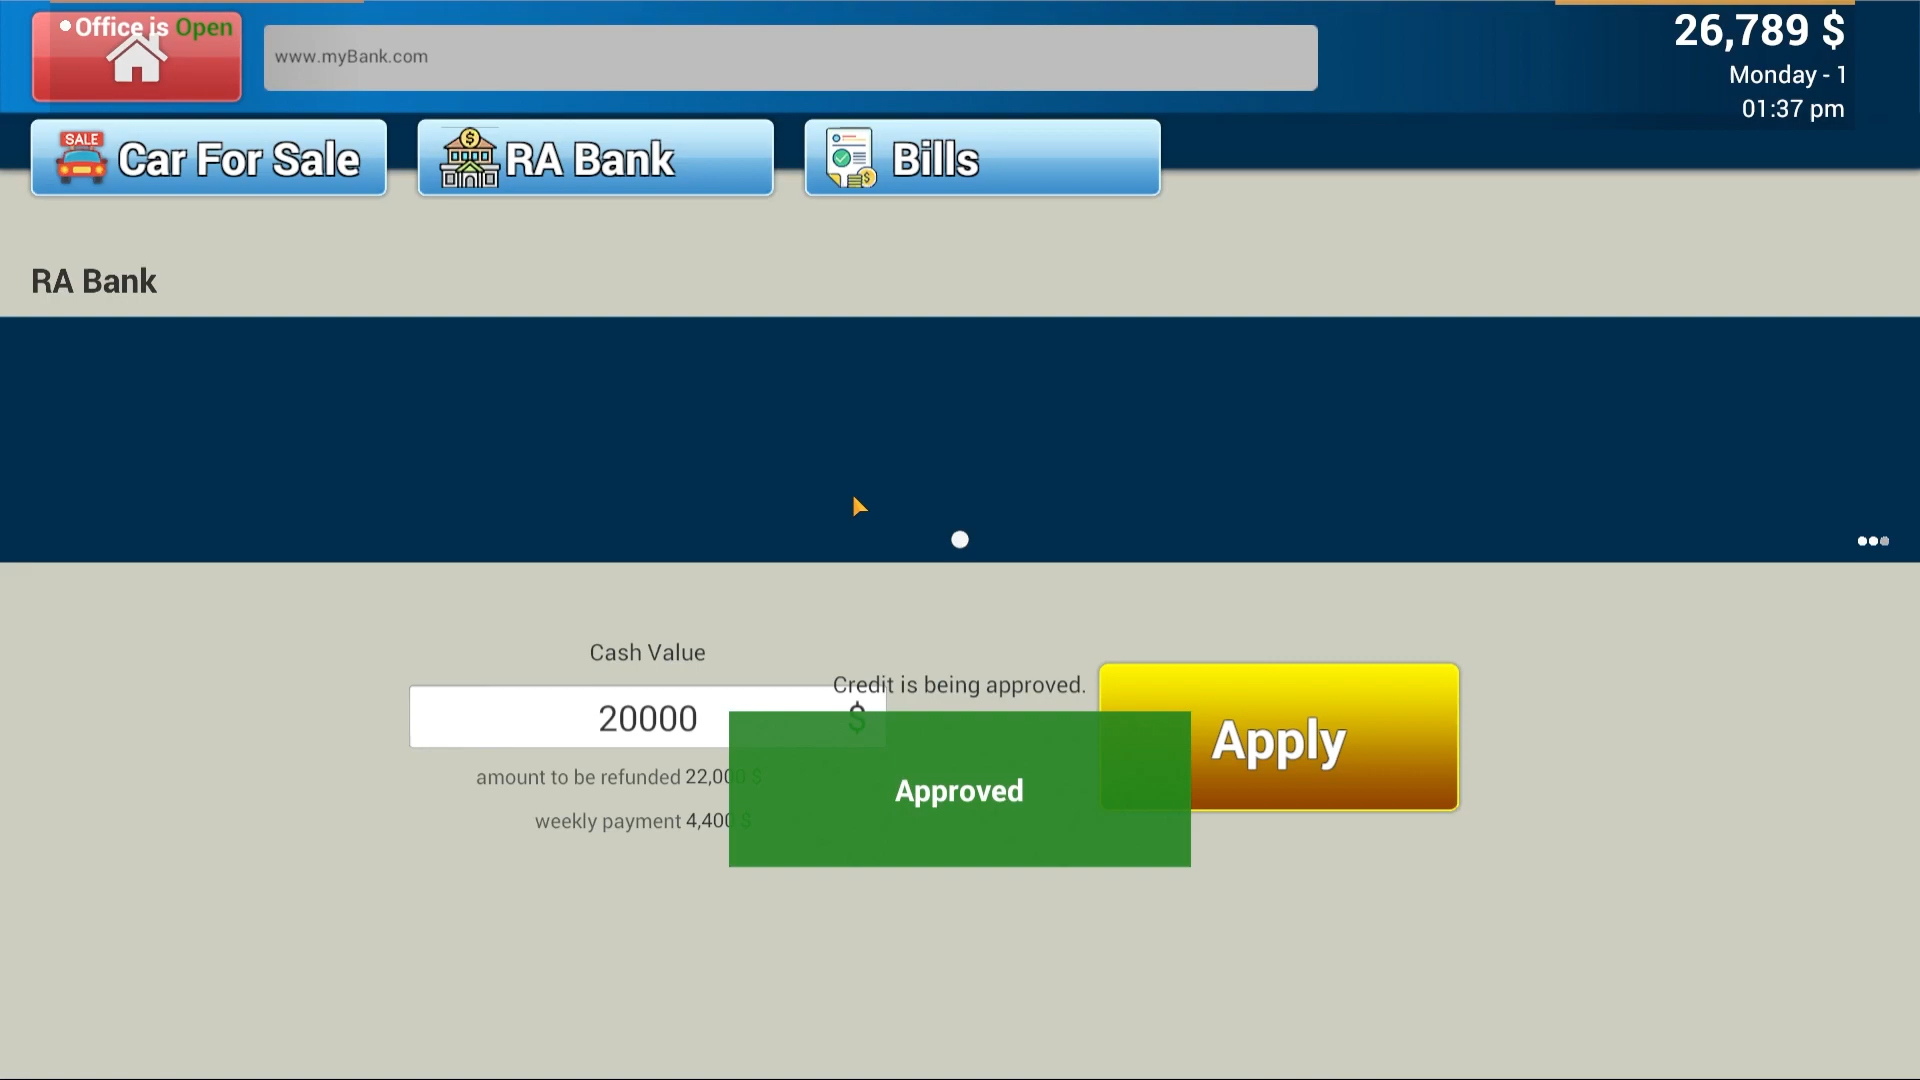 Office is Open
www.myBank.com
26,789 $
Monday - 1
01:37 pm
SALE
Car For Sale
$
RA Bank
$
Bills
RA Bank
Cash Value
Credit is being approved.
20000 $
Apply
amount to be refunded 22,000 $
Approved
weekly payment 4,400 $